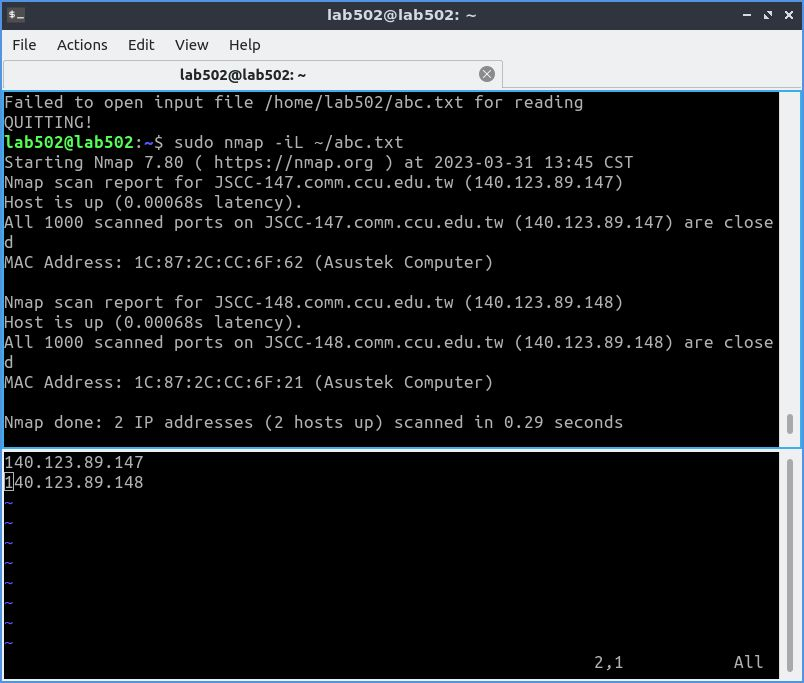 lab502@lab502: ~
File Actions Edit View Help
lab502@lab502: ~
Failed to open input file /home/lab502/abc.txt for reading
QUITTING!
lab502@lab502:~$ sudo nmap -iL ~/abc.txt
Starting Nmap 7.80 ( https://nmap.org ) at 2023-03-31 13:45 CST
Nmap scan report for JSCC-147.comm.ccu.edu.tw (140.123.89.147)
Host is up (0.00068s latency).
All 1000 scanned ports on JSCC-147.comm.ccu.edu.tw (140.123.89.147) are close
d
MAC Address: 1C:87:2C:CC:6F:62 (Asustek Computer)
Nmap scan report for JSCC-148.comm.ccu.edu.tw (140.123.89.148)
Host is up (0.00068s latency).
All 1000 scanned ports on JSCC-148.comm.ccu.edu.tw (140.123.89.148) are close
d
MAC Address: 1C:87:2C:CC:6F:21 (Asustek Computer)
Nmap done: 2 IP addresses (2 hosts up) scanned in 0.29 seconds
140.123.89.147
140.123.89.148
~
~
~
~
~
~
~
~
2,1 All